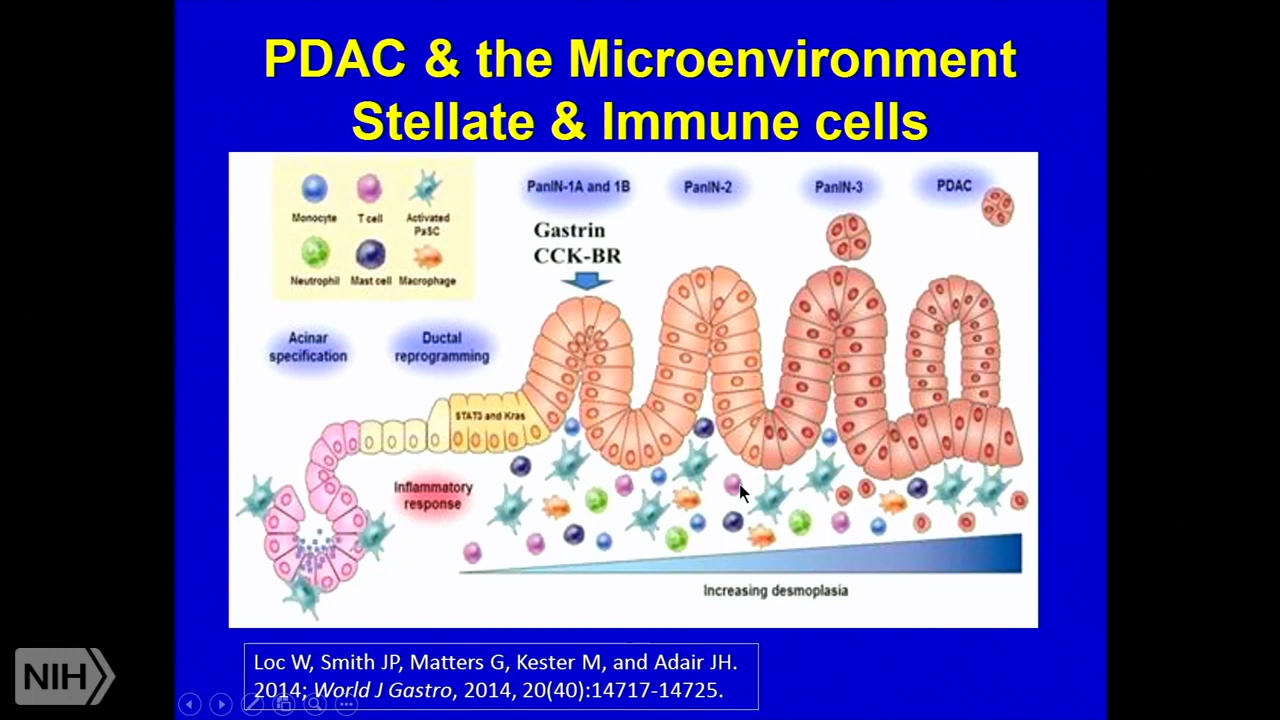 PDAC & the Microenvironment
Stellate & Immune cells
Monocyte
T cell
Activated
PaSC
Neutrophil
Mast cell
Macrophage
PanIN-1A and 1B
PanIN-2
PanIN-3
PDAC
Gastrin
CCK-BR
Acinar
specification
Ductal
reprogramming
STAT3 and Kras
Inflammatory
response
Increasing desmoplasia
Loc W, Smith JP, Matters G, Kester M, and Adair JH.
2014; World J Gastro, 2014, 20(40):14717-14725.
NIH